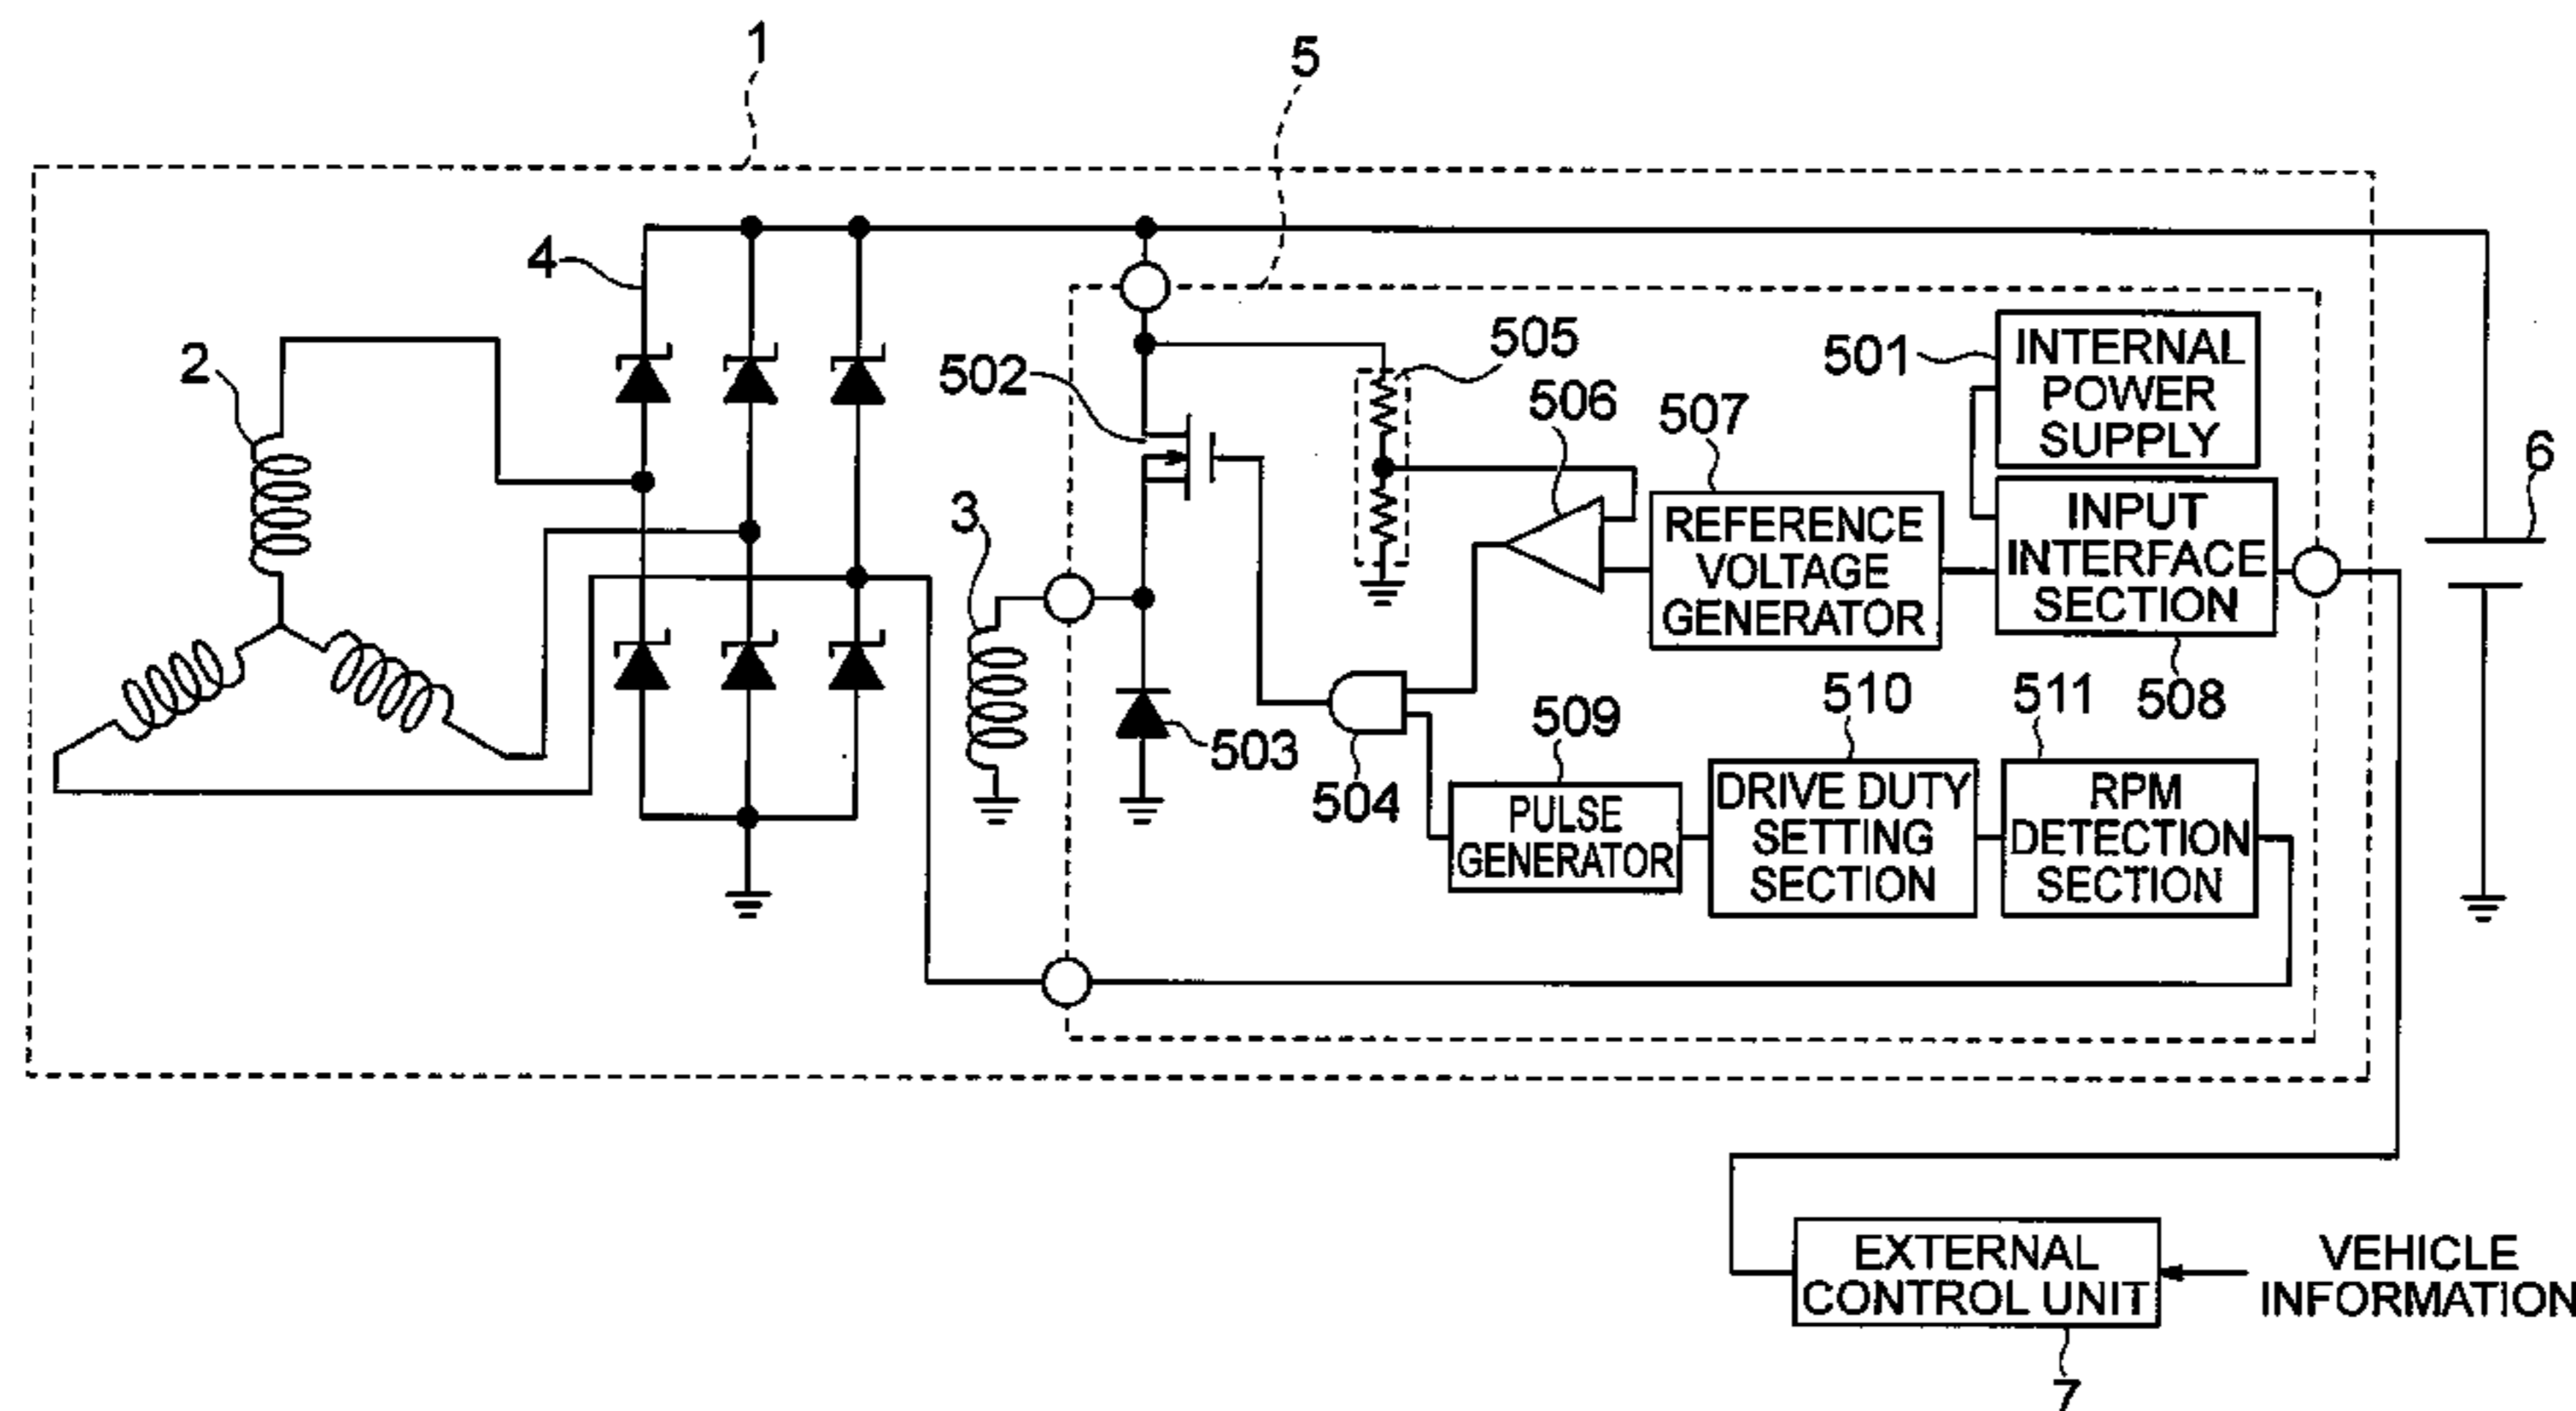 1
5
4
2
502
505
506
507
501
INTERNAL
POWER
SUPPLY
6
3
REFERENCE
VOLTAGE
GENERATOR
INPUT
INTERFACE
SECTION
503
504
509
510
511
508
PULSE
GENERATOR
DRIVE DUTY
SETTING
SECTION
RPM
DETECTION
SECTION
EXTERNAL
CONTROL UNIT
VEHICLE
INFORMATION
7